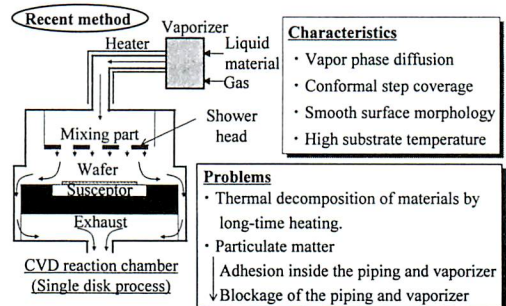 Recent method
Vaporizer
Heater
Liquid
material
Gas
Mixing part
Shower
head
Wafer
Susceptor
Exhaust
CVD reaction chamber
(Single disk process)
Characteristics
・Vapor phase diffusion
・Conformal step coverage
・Smooth surface morphology
・High substrate temperature
Problems
・Thermal decomposition of materials by
long-time heating.
・Particulate matter
Adhesion inside the piping and vaporizer
↓Blockage of the piping and vaporizer